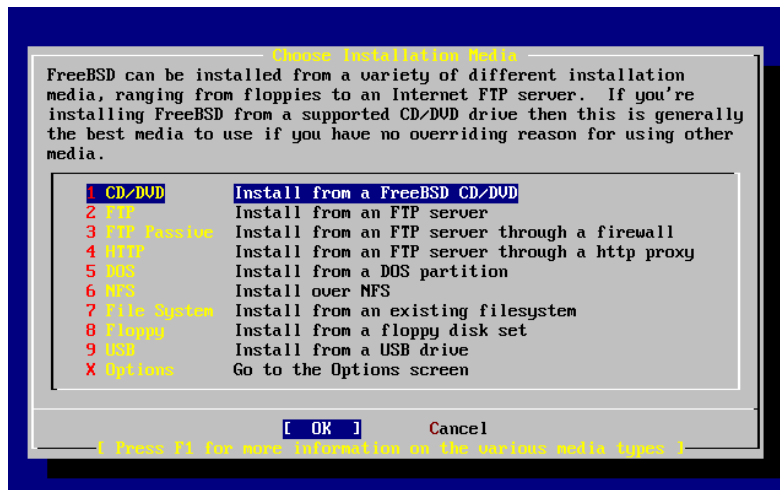 Choose Installation Media
FreeBSD can be installed from a variety of different installation
media, ranging from floppies to an Internet FTP server.  If you're
installing FreeBSD from a supported CD/DVD drive then this is generally
the best media to use if you have no overriding reason for using other
media.
1 CD/DVD Install from a FreeBSD CD/DVD
2 FTP Install from an FTP server
3 FTP Passive Install from an FTP server through a firewall
4 HTTP Install from an FTP server through a http proxy
5 DOS Install from a DOS partition
6 NFS Install over NFS
7 File System Install from an existing filesystem
8 Floppy Install from a floppy disk set
9 USB Install from a USB drive
X Options Go to the Options screen
[ OK ] Cancel
[ Press F1 for more information on the various media types ]